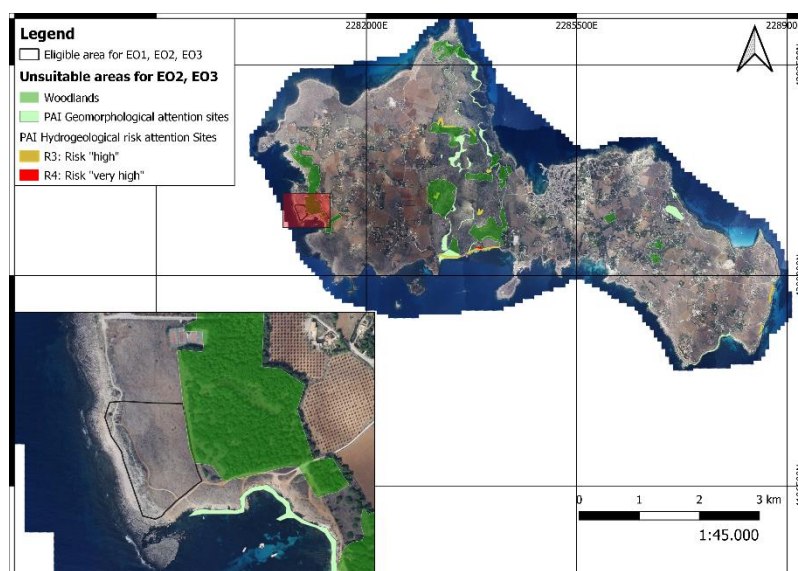 2282000E
2285500E
228900
Legend
Eligible area for EO1, EO2, EO3
Unsuitable areas for EO2, EO3
Woodlands
PAI Geomorphological attention sites
PAI Hydrogeological risk attention Sites
R3: Risk "high"
R4: Risk "very high"
0 1 2 3 km
1:45.000